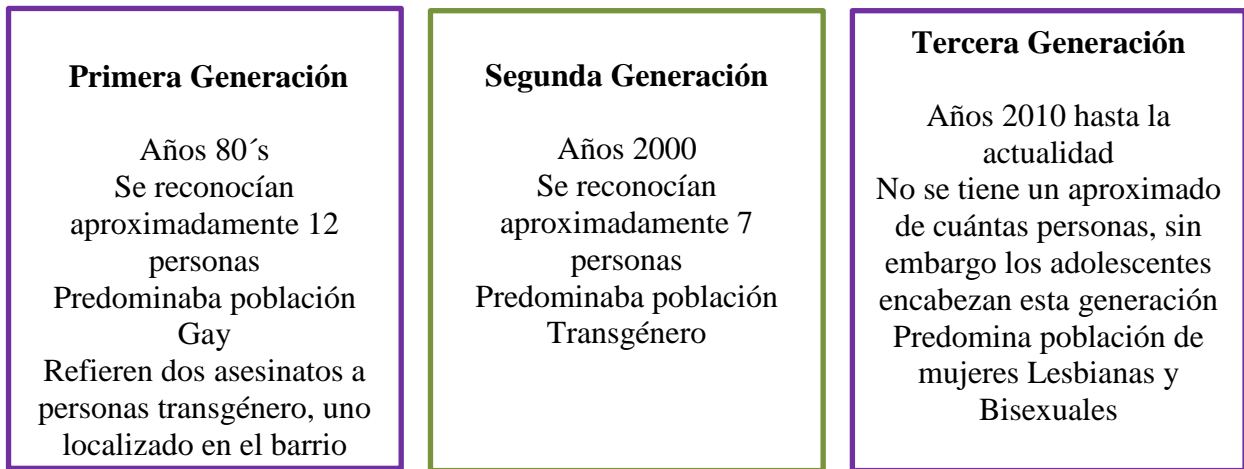 Primera Generación
Años 80´s
Se reconocían
aproximadamente 12
personas
Predominaba población
Gay
Refieren dos asesinatos a
personas transgénero, uno
localizado en el barrio
Segunda Generación
Años 2000
Se reconocían
aproximadamente 7
personas
Predominaba población
Transgénero
Tercera Generación
Años 2010 hasta la
actualidad
No se tiene un aproximado
de cuántas personas, sin
embargo los adolescentes
encabezan esta generación
Predomina población de
mujeres Lesbianas y
Bisexuales